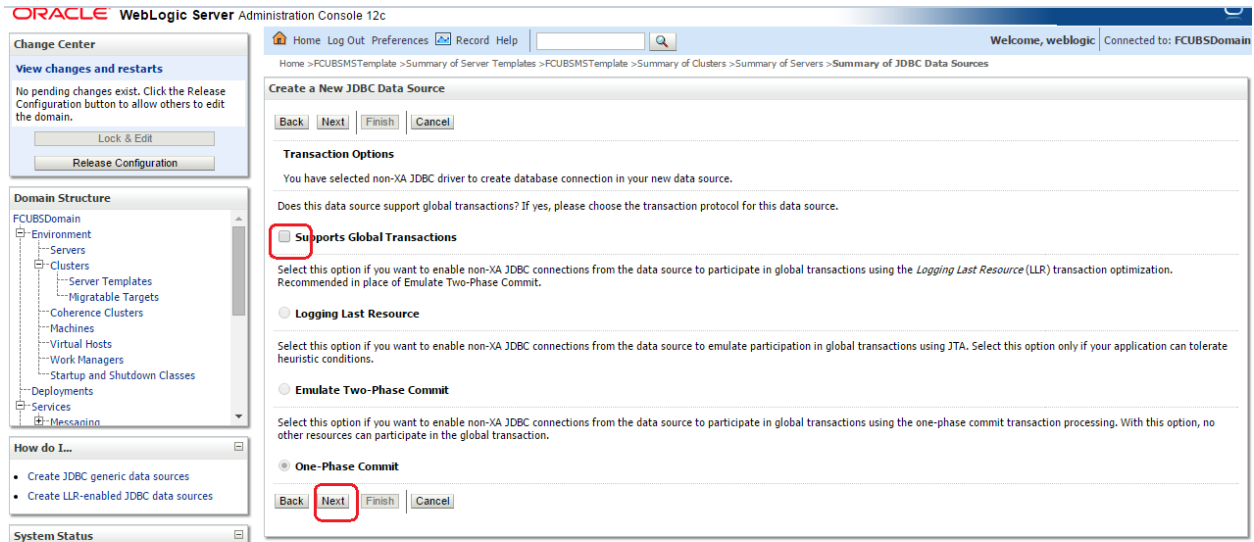 ORACLE WebLogic Server Administration Console 12c
Change Center
View changes and restarts
No pending changes exist. Click the Release
Configuration button to allow others to edit
the domain.
Lock & Edit
Release Configuration
Domain Structure
FCUBSDomain
Environment
Servers
Clusters
Server Templates
Migratable Targets
Coherence Clusters
Machines
Virtual Hosts
Work Managers
Startup and Shutdown Classes
Deployments
Services
Messaging
How do I...
Create JDBC generic data sources
Create LLR-enabled JDBC data sources
System Status
Home Log Out Preferences Record Help
Welcome, weblogic Connected to: FCUBSDomain
Home >FCUBSMSTemplate >Summary of Server Templates >FCUBSMSTemplate >Summary of Clusters >Summary of Servers >Summary of JDBC Data Sources
Create a New JDBC Data Source
Back Next Finish Cancel
Transaction Options
You have selected non-XA JDBC driver to create database connection in your new data source.
Does this data source support global transactions? If yes, please choose the transaction protocol for this data source.
Supports Global Transactions
Select this option if you want to enable non-XA JDBC connections from the data source to participate in global transactions using the Logging Last Resource (LLR) transaction optimization.
Recommended in place of Emulate Two-Phase Commit.
Logging Last Resource
Select this option if you want to enable non-XA JDBC connections from the data source to emulate participation in global transactions using JTA. Select this option only if your application can tolerate
heuristic conditions.
Emulate Two-Phase Commit
Select this option if you want to enable non-XA JDBC connections from the data source to participate in global transactions using the one-phase commit transaction processing. With this option, no
other resources can participate in the global transaction.
One-Phase Commit
Back Next Finish Cancel